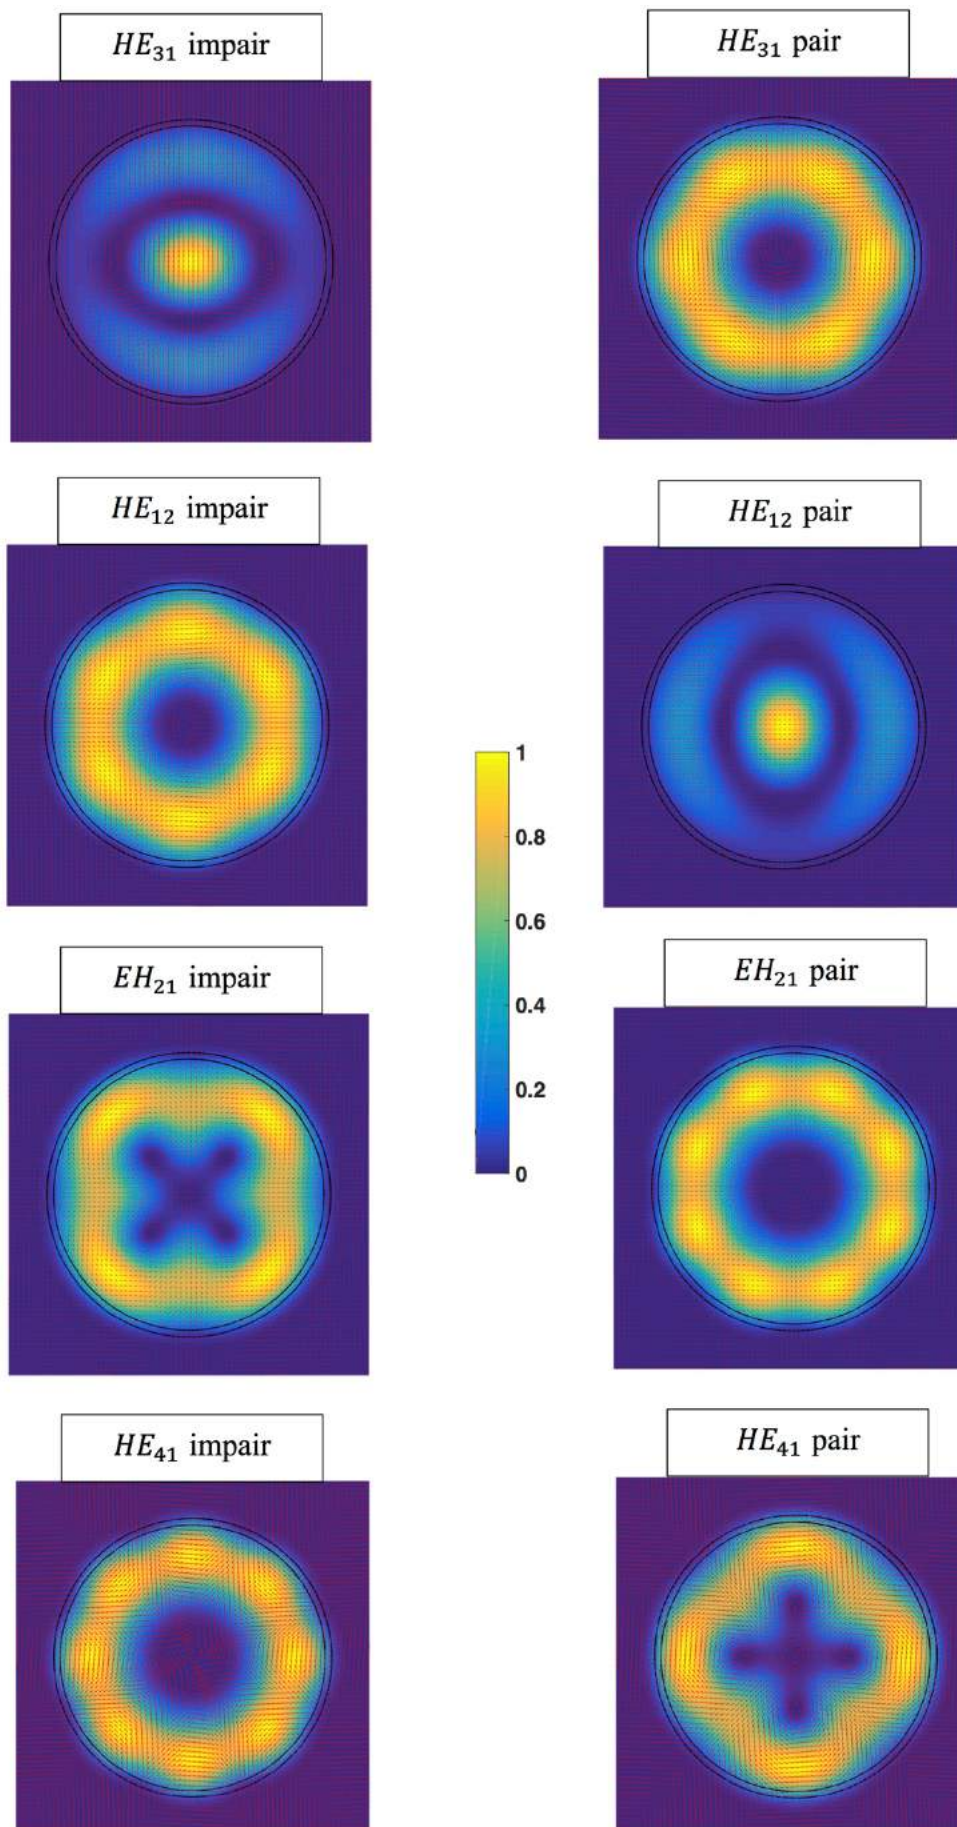 HE₃₁ impair
HE₃₁ pair
HE₁₂ impair
HE₁₂ pair
1
0.8
0.6
0.4
0.2
0
EH₂₁ impair
EH₂₁ pair
HE₄₁ impair
HE₄₁ pair